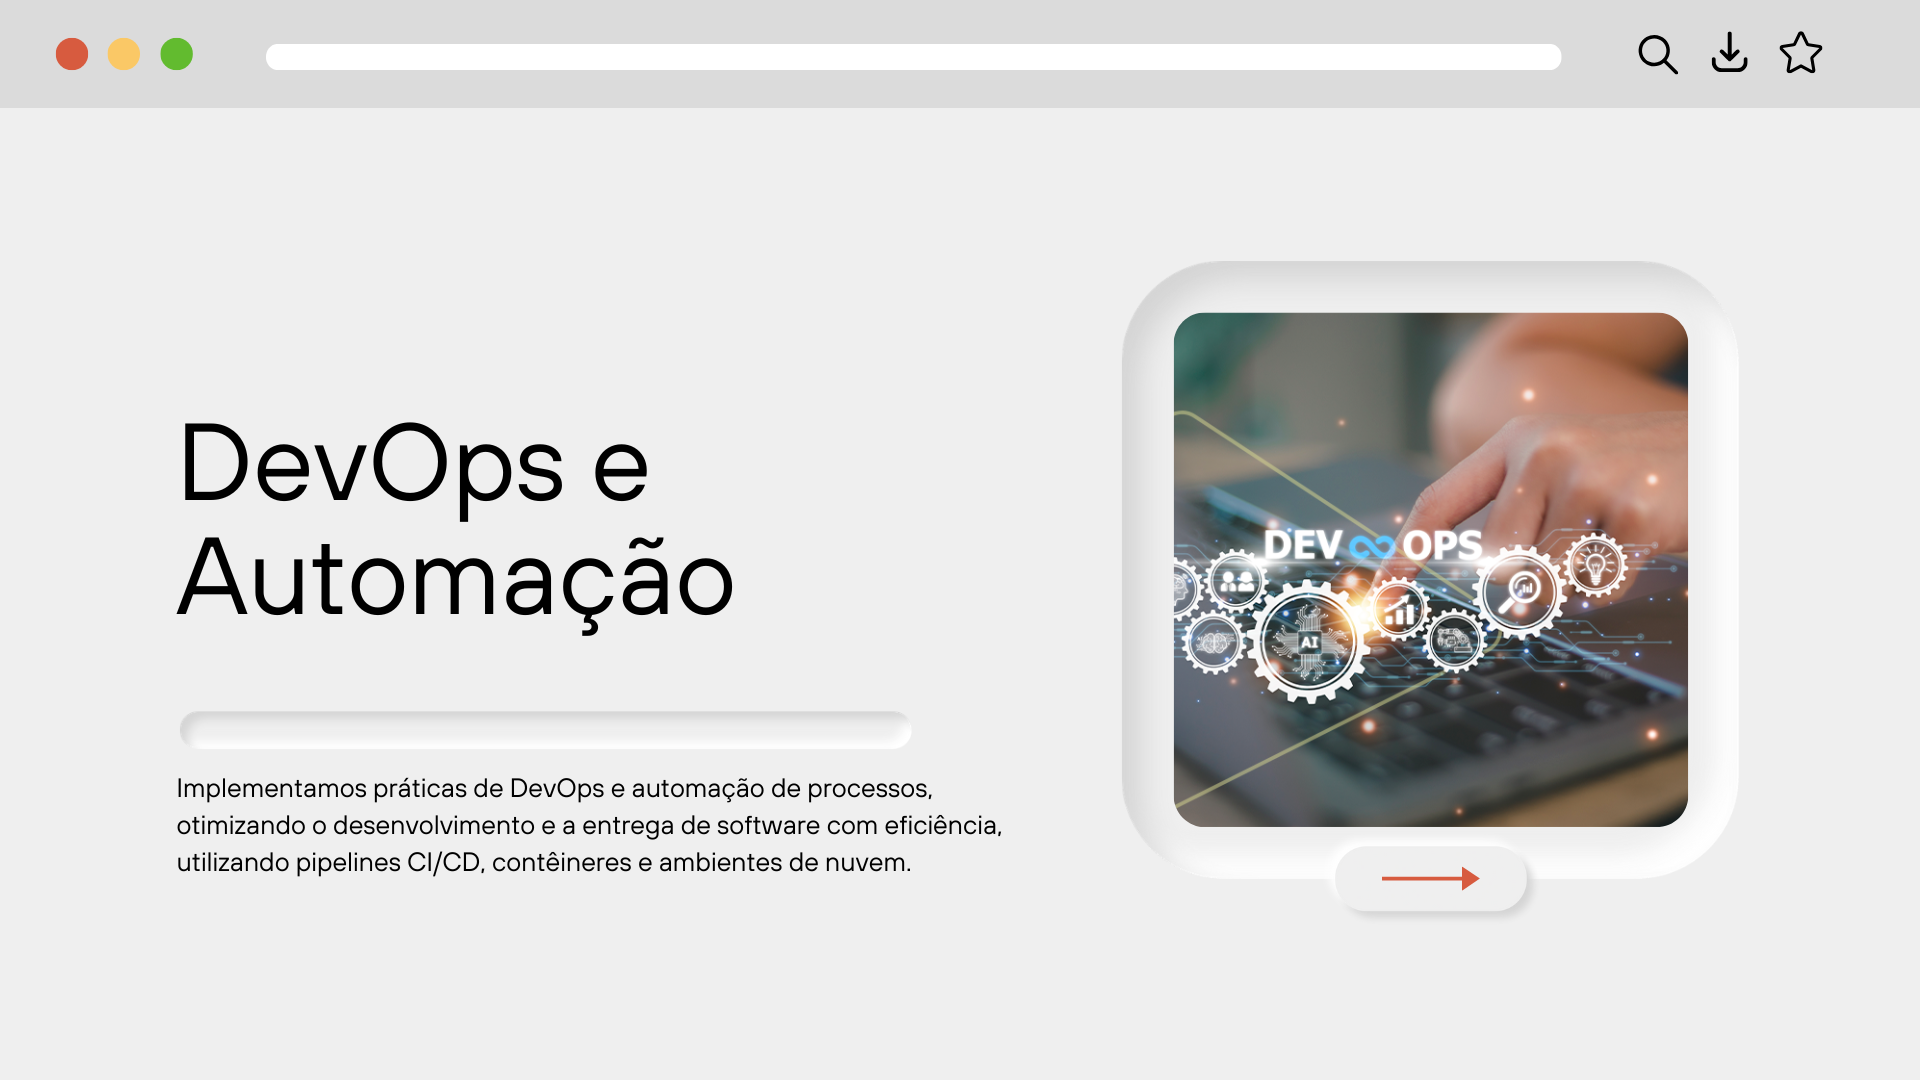 DevOps e
Automação
Implementamos práticas de DevOps e automação de processos,
otimizando o desenvolvimento e a entrega de software com eficiência,
utilizando pipelines CI/CD, contêineres e ambientes de nuvem.
DEV OPS
AI